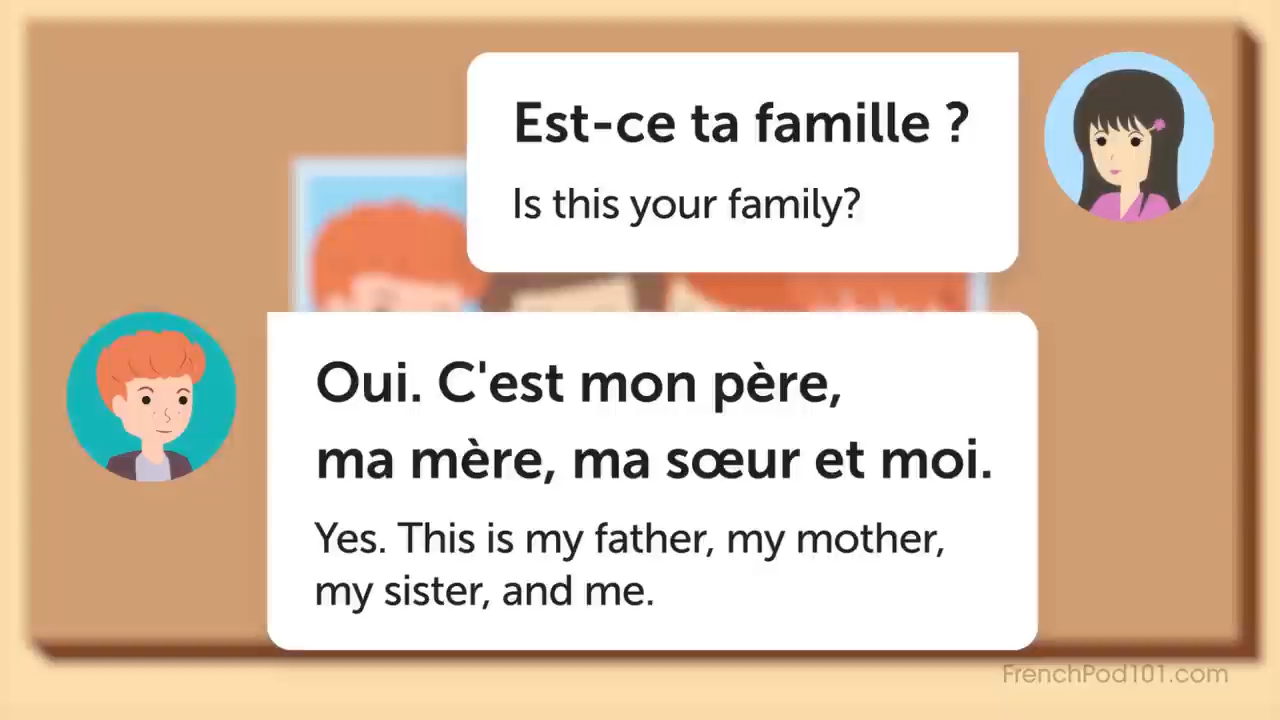 Est-ce ta famille ?
Is this your family?
Oui. C'est mon père,
ma mère, ma sœur et moi.
Yes. This is my father, my mother,
my sister, and me.
FrenchPod101.com